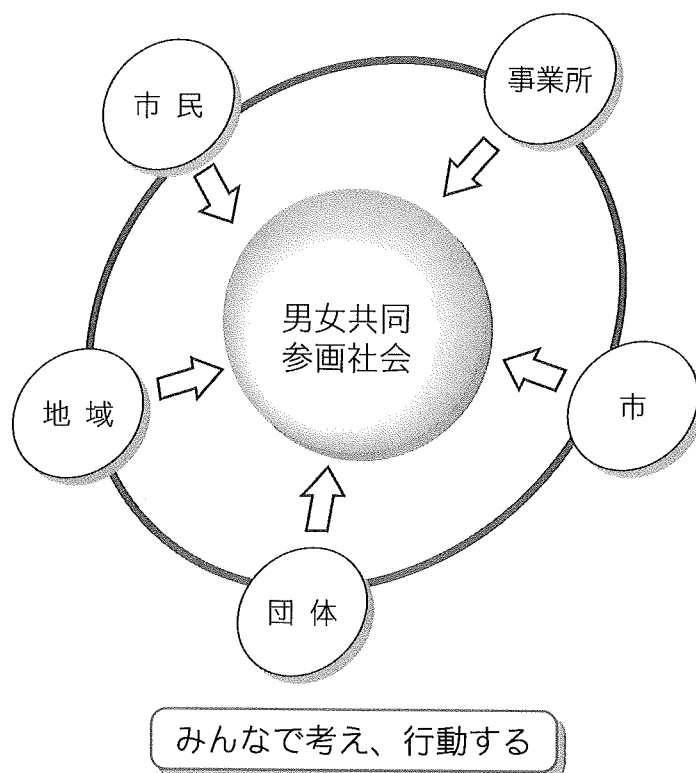 市民
事業所
男女共同
参画社会
地域
市
団体
みんなで考え、行動する